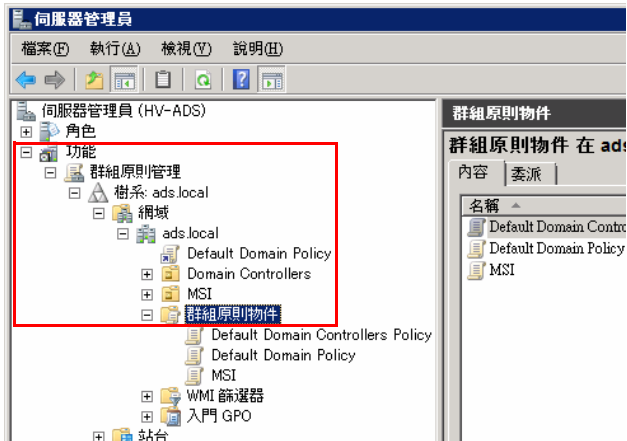 伺服器管理員
檔案(F) 執行(A) 檢視(V) 說明(H)
伺服器管理員 (HV-ADS)
角色
功能
群組原則管理
樹系: ads.local
網域
ads.local
Default Domain Policy
Domain Controllers
MSI
群組原則物件
Default Domain Controllers Policy
Default Domain Policy
MSI
WMI 篩選器
入門 GPO
站台
群組原則物件
群組原則物件 在 ads
內容 委派
名稱
Default Domain Contro
Default Domain Policy
MSI